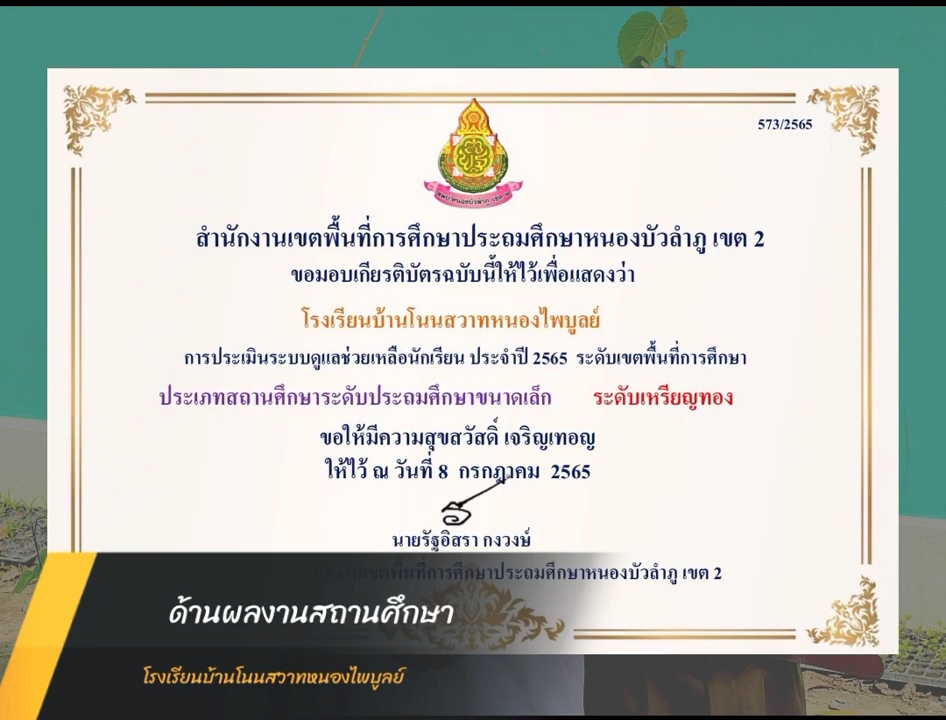 573/2565
สำนักงานเขตพื้นที่การศึกษาประถมศึกษาหนองบัวลำภู เขต 2
ขอมอบเกียรติบัตรฉบับนี้ให้ไว้เพื่อแสดงว่า
โรงเรียนบ้านโนนสวาทหนองไพบูลย์
การประเมินระบบดูแลช่วยเหลือนักเรียน ประจำปี 2565 ระดับเขตพื้นที่การศึกษา
ประเภทสถานศึกษาระดับประถมศึกษาขนาดเล็ก ระดับเหรียญทอง
ขอให้มีความสุขสวัสดิ์ เจริญเทอญ
ให้ไว้ ณ วันที่ 8 กรกฎาคม 2565
นายรัฐอิสรา กงวงษ์
เขตพื้นที่การศึกษาประถมศึกษาหนองบัวลำภู เขต 2
ด้านผลงานสถานศึกษา
โรงเรียนบ้านโนนสวาทหนองไพบูลย์